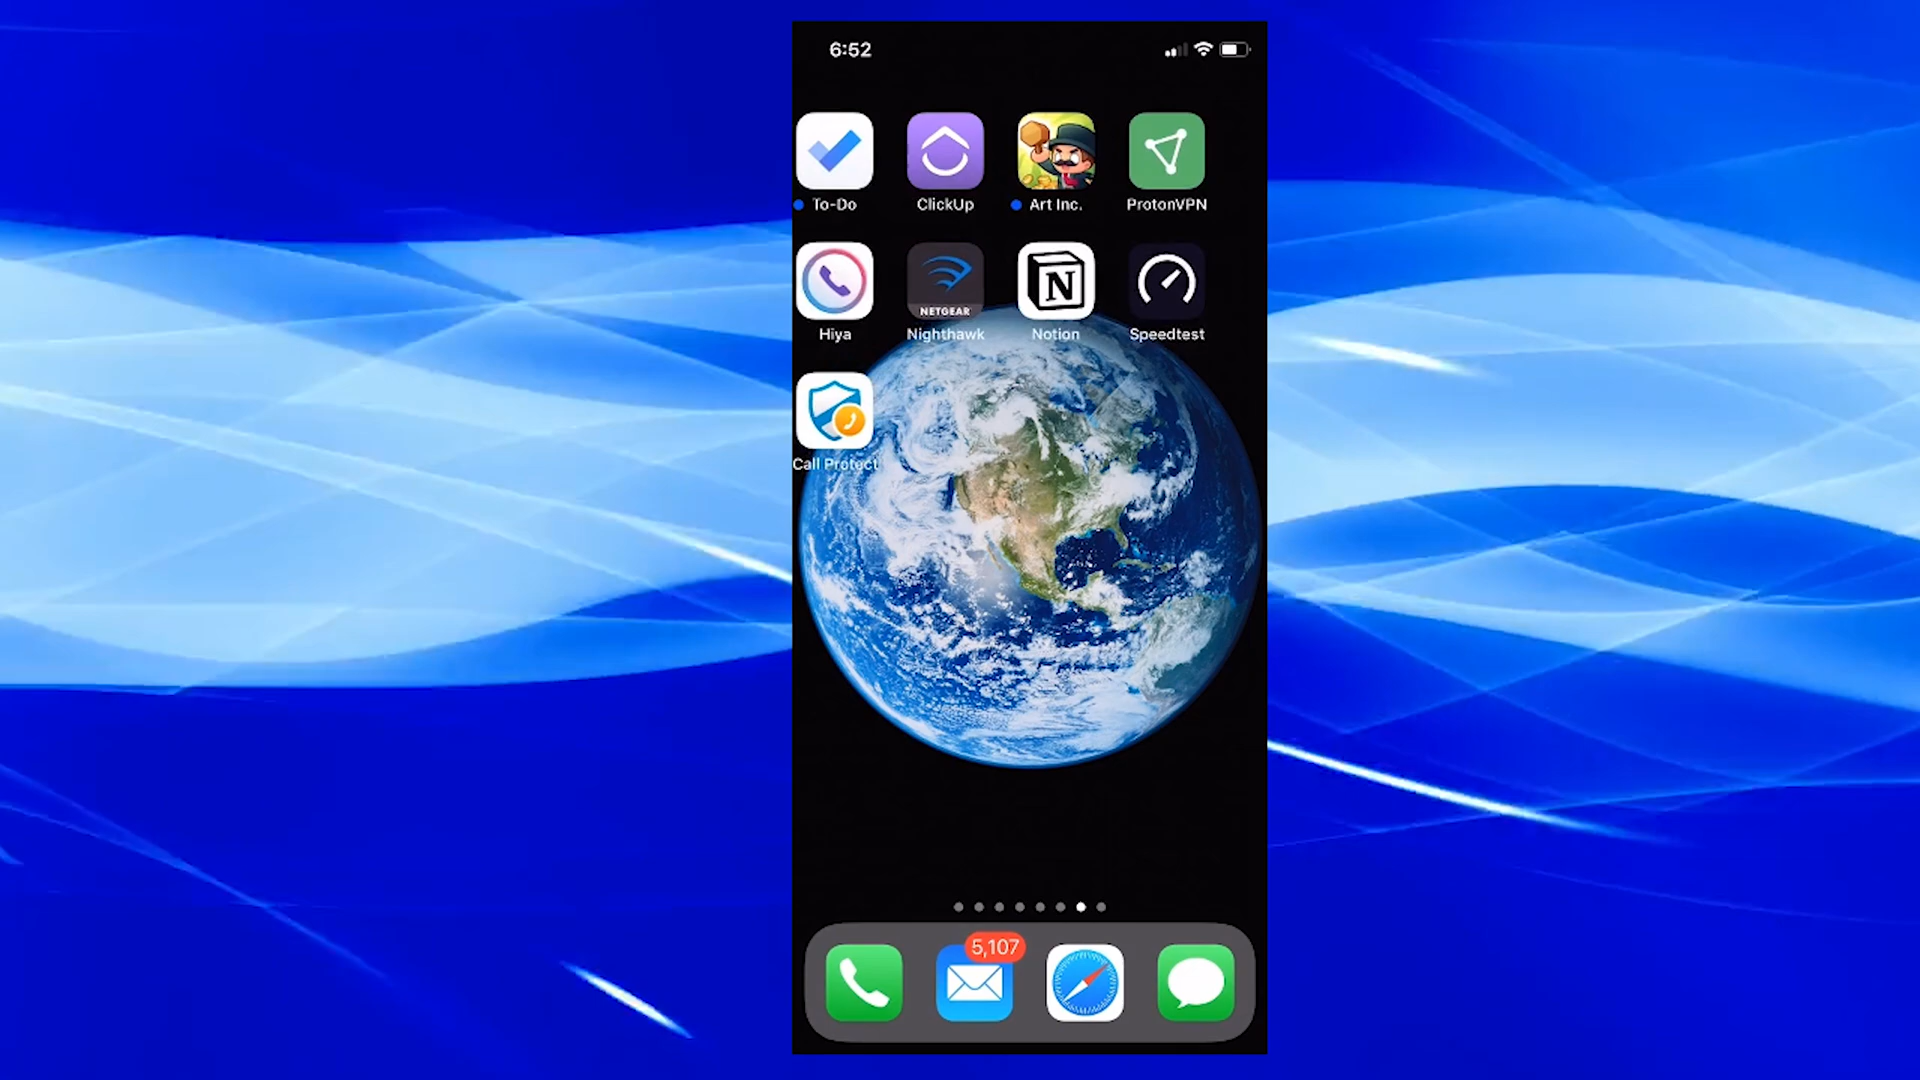 6:52
To-Do
ClickUp
Art Inc.
ProtonVPN
NETGEAR
N
Hiya
Nighthawk
Notion
Speedtest
Call Protect
5,107